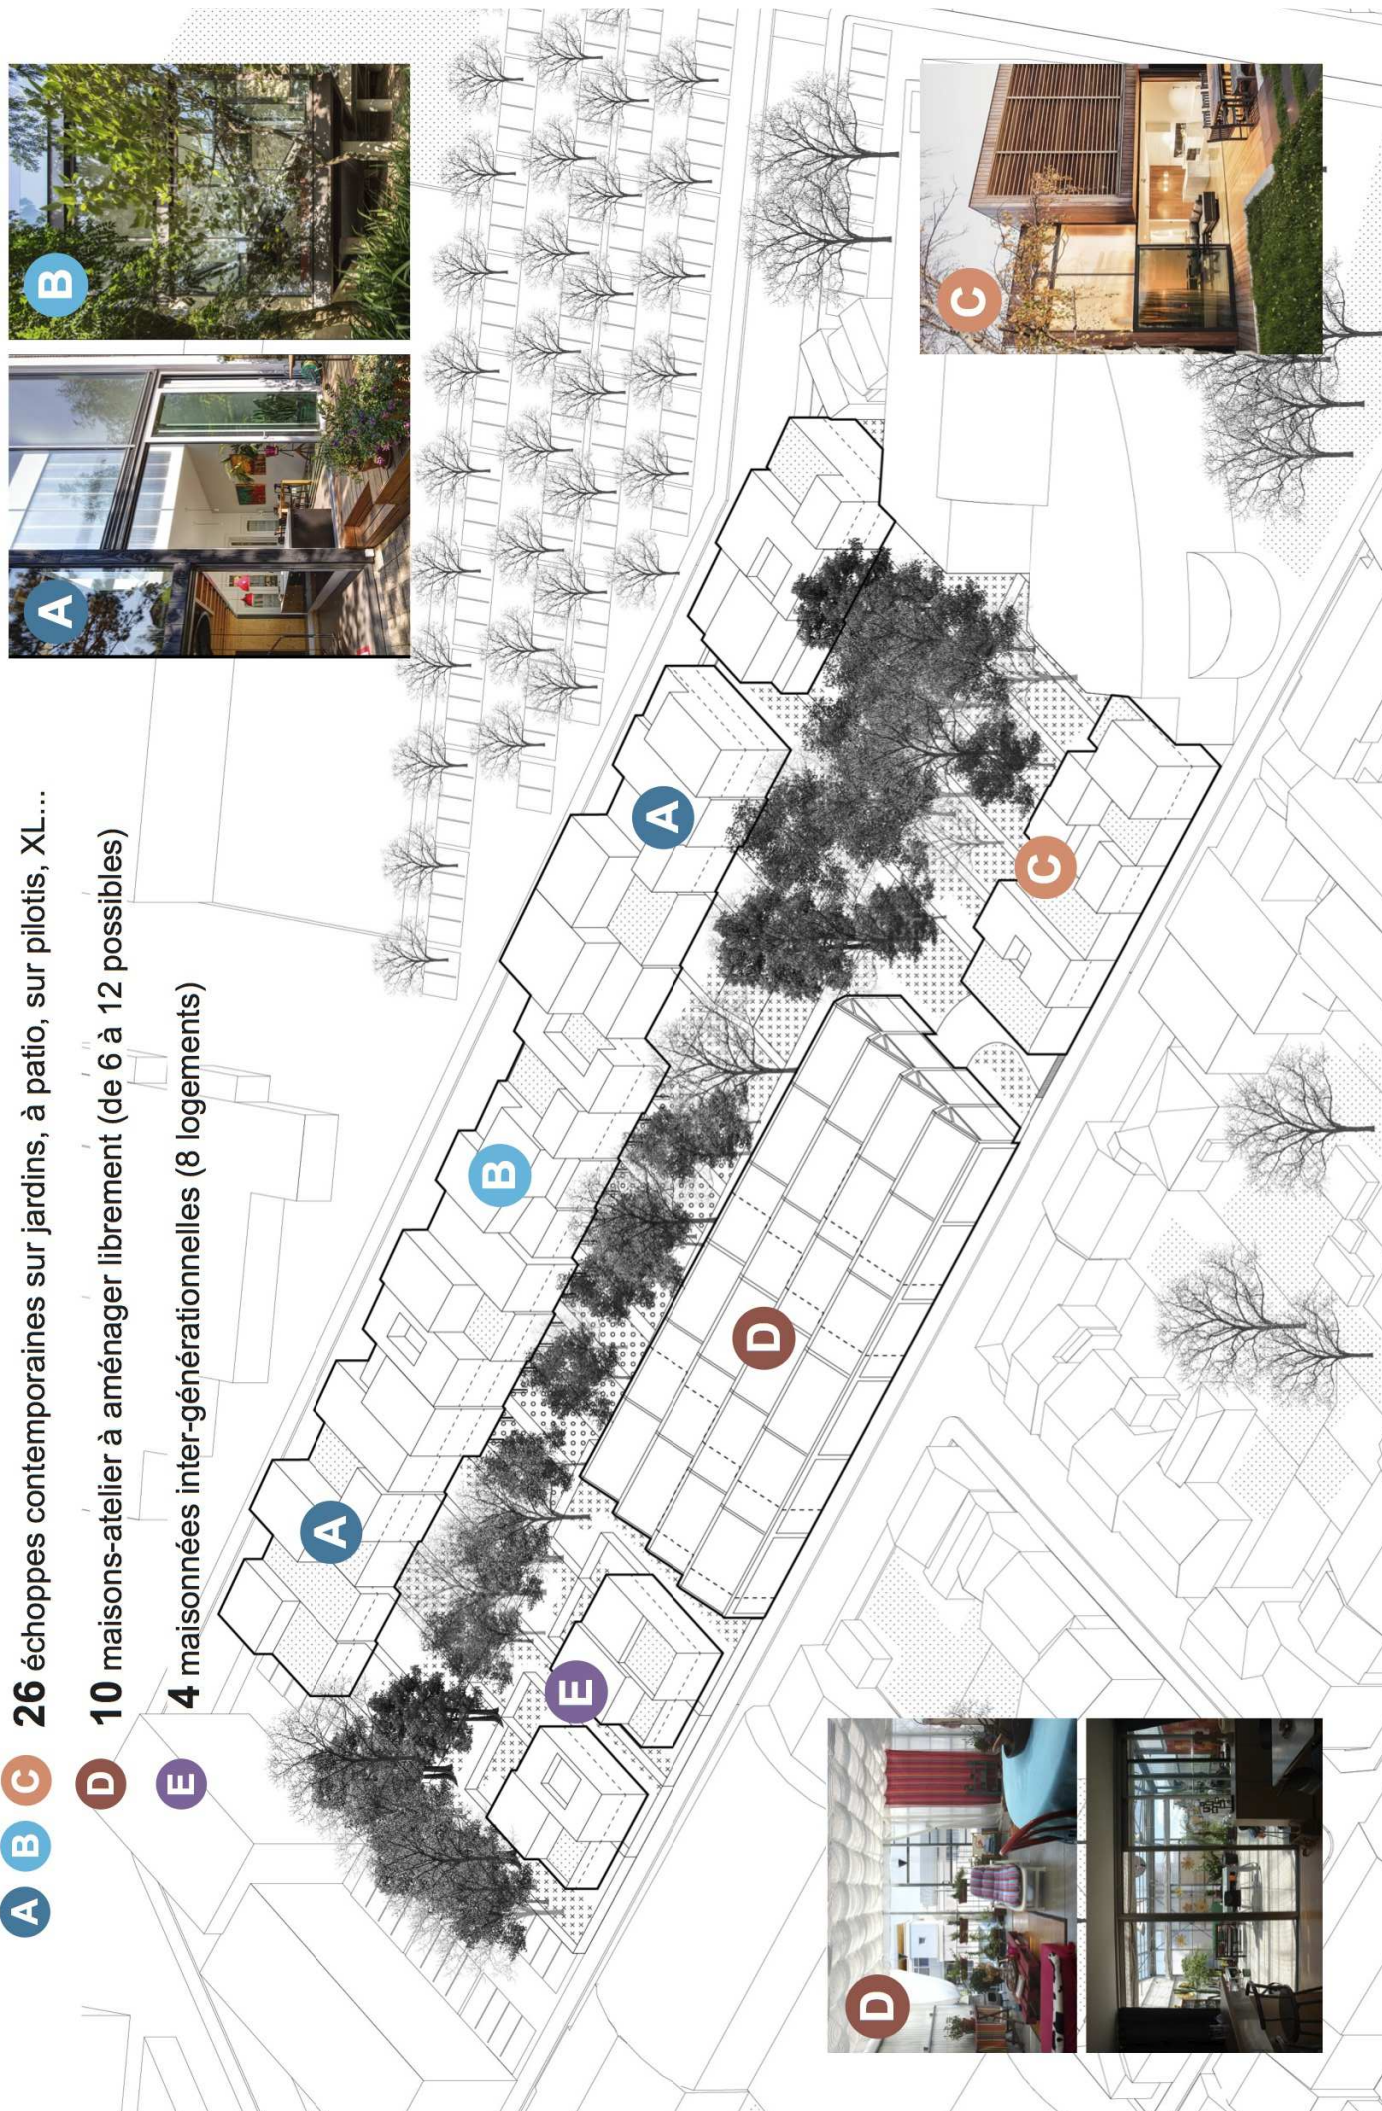 A B C 26 échoppes contemporaines sur jardins, à patio, sur pilotis, XL...
D 10 maisons-atelier à aménager librement (de 6 à 12 possibles)
E 4 maisonnées inter-générationnelles (8 logements)
A
B
C
D
A
B
A
C
D
E